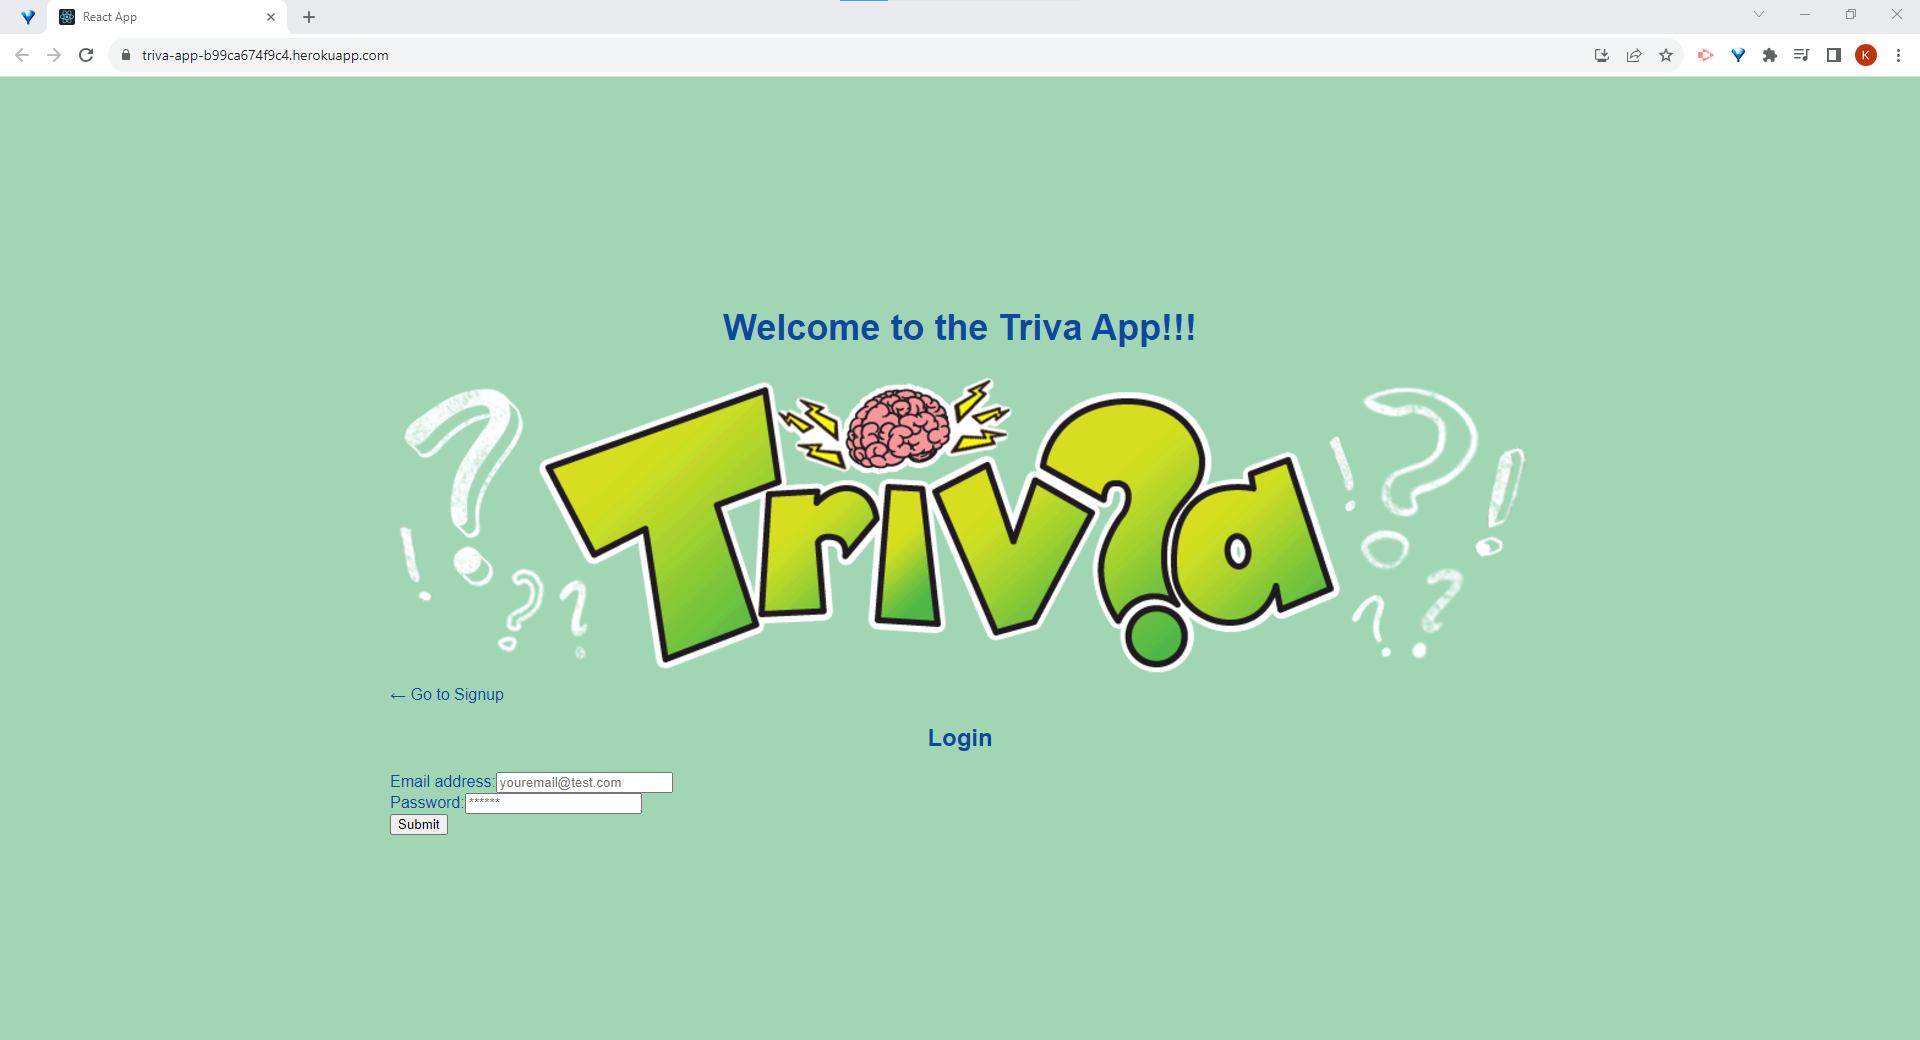 React App
triva-app-b99ca674f9c4.herokuapp.com
K
Welcome to the Triva App!!!
Triv?a
← Go to Signup
Login
Email address: youremail@test.com
Password: ******
Submit